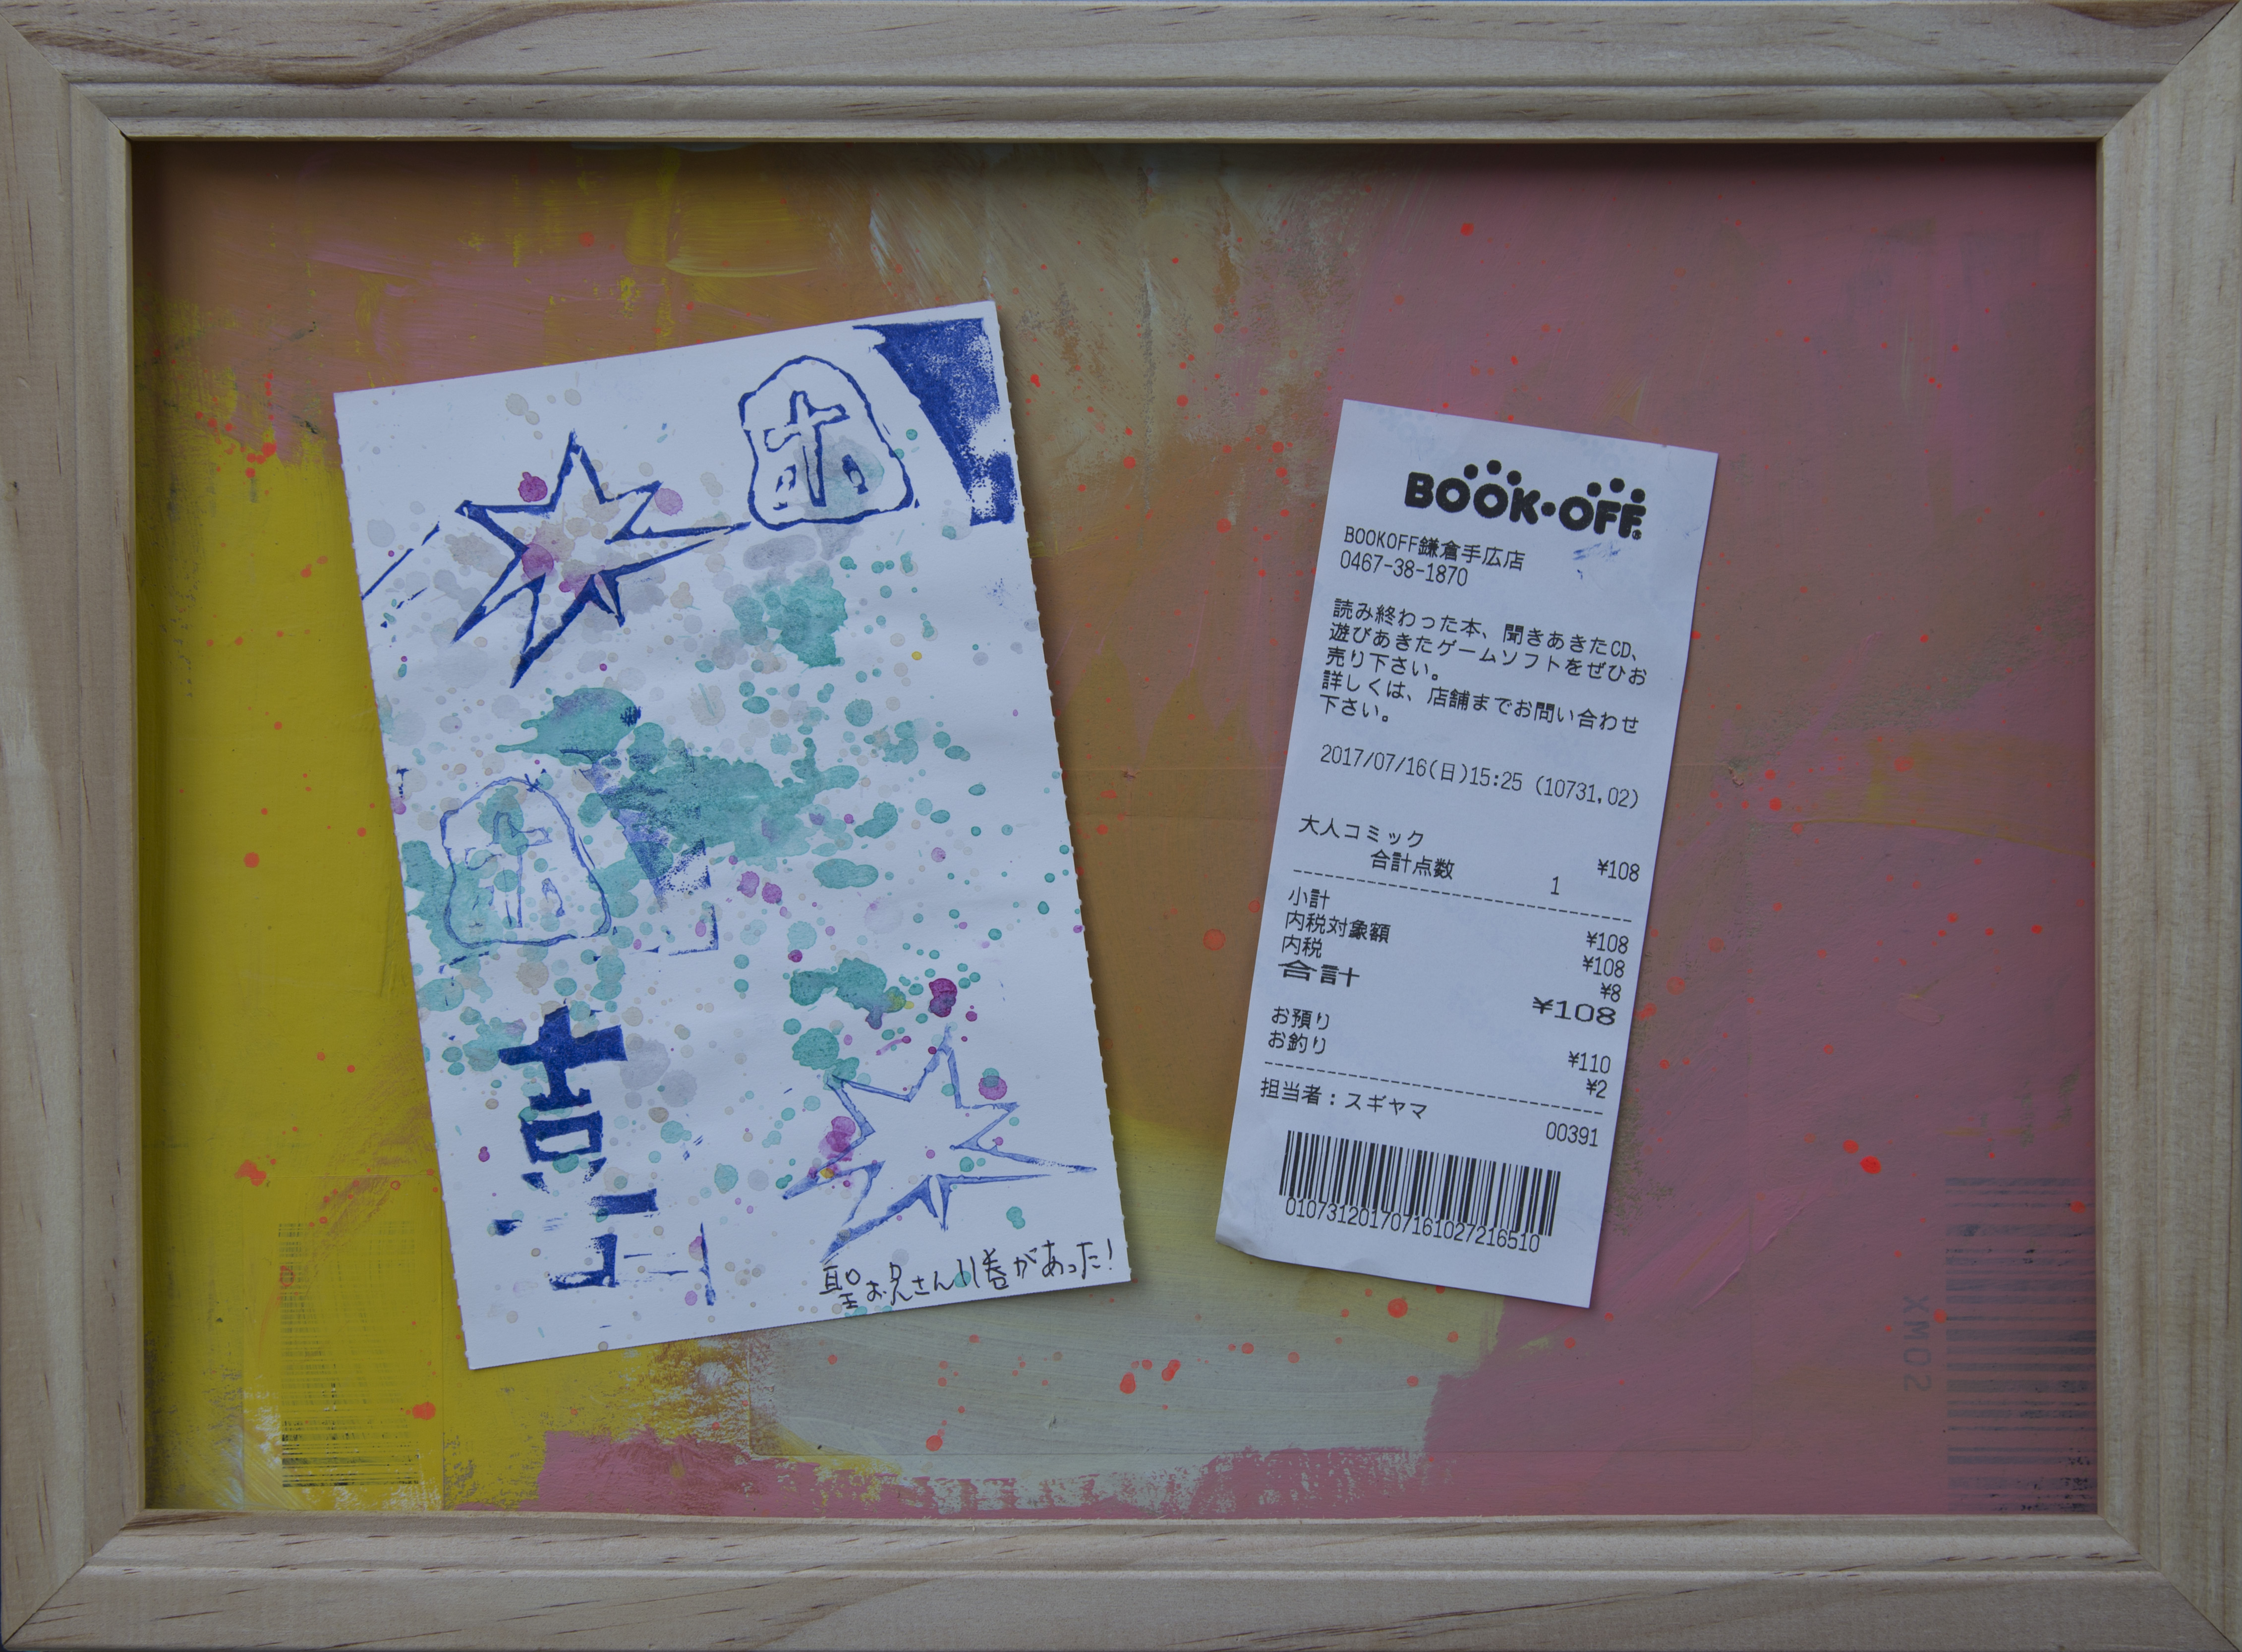 聖お兄さん11巻があった!
BOOK・OFF
BOOKOFF鎌倉手広店
0467-38-1870
読み終わった本、聞きあきたCD、
遊びあきたゲームソフトをぜひお
売り下さい。
詳しくは、店舗までお問い合わせ
下さい。
2017/07/16(日)15:25 (10731,02)
大人コミック ¥108
合計点数 1
小計 ¥108
内税対象額 ¥108
内税 ¥8
合計 ¥108
お預り ¥110
お釣り ¥2
担当者:スギヤマ
00391
010731201707161027216510